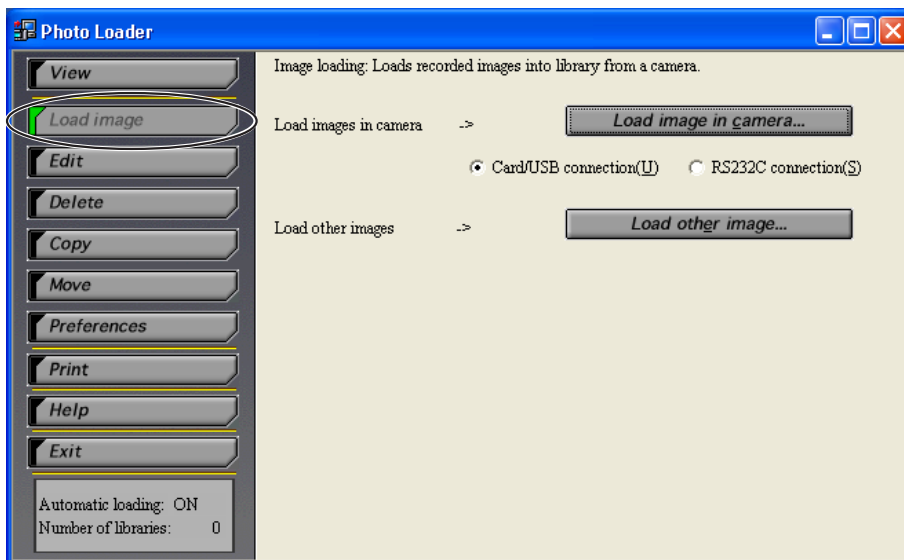 Photo Loader
View
Load image
Edit
Delete
Copy
Move
Preferences
Print
Help
Exit
Automatic loading: ON
Number of libraries: 0
Image loading: Loads recorded images into library from a camera.
Load images in camera -> Load image in camera...
Card/USB connection(U) RS232C connection(S)
Load other images -> Load other image...